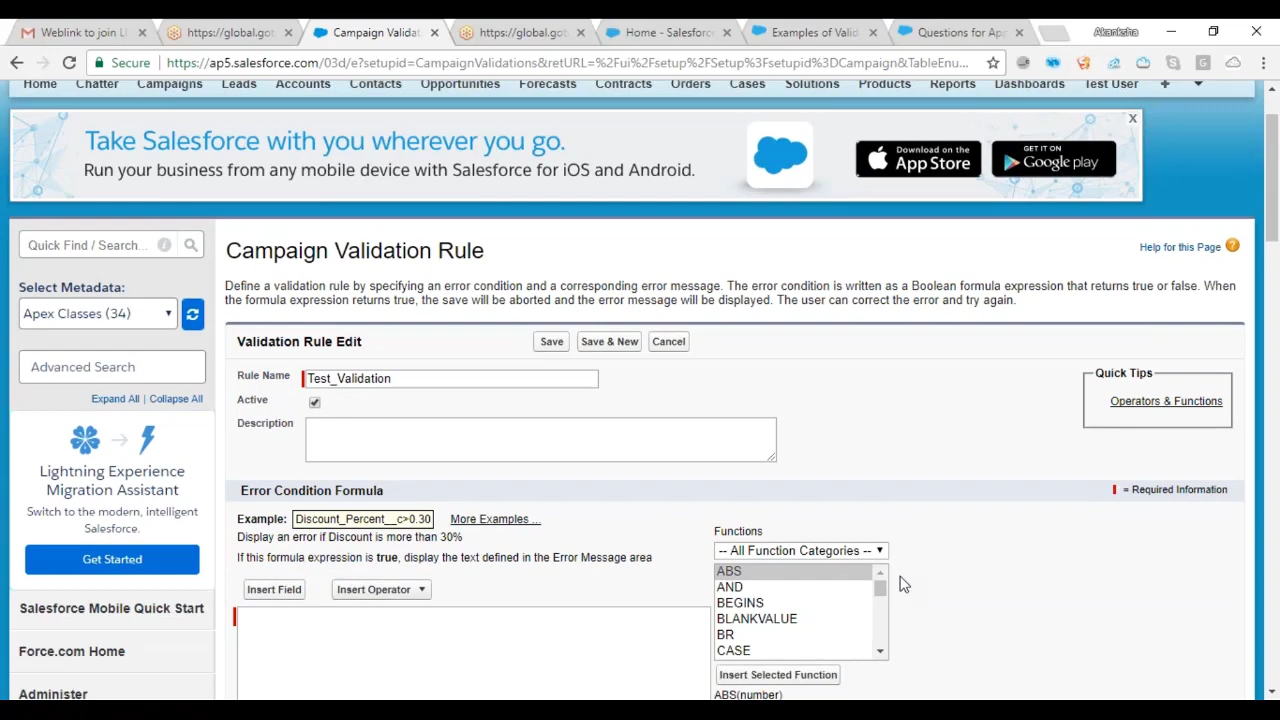 Weblink to join LI
https://global.got
Campaign Validat
https://global.got
Home - Salesforce
Examples of Valid
Questions for App
Akanksha
Secure | https://ap5.salesforce.com/03d/e?setupid=CampaignValidations&retURL=%2Fui%2Fsetup%2FSetup%3Fsetupid%3DCampaign&TableEnu...
Home Chatter Campaigns Leads Accounts Contacts Opportunities Forecasts Contracts Orders Cases Solutions Products Reports Dashboards Test User +
Take Salesforce with you wherever you go.
Run your business from any mobile device with Salesforce for iOS and Android.
Download on the
App Store
GET IT ON
Google play
X
Quick Find / Search...
Select Metadata:
Apex Classes (34)
Advanced Search
Expand All | Collapse All
Lightning Experience
Migration Assistant
Switch to the modern, intelligent
Salesforce.
Get Started
Salesforce Mobile Quick Start
Force.com Home
Administer
Campaign Validation Rule
Help for this Page ?
Define a validation rule by specifying an error condition and a corresponding error message. The error condition is written as a Boolean formula expression that returns true or false. When
the formula expression returns true, the save will be aborted and the error message will be displayed. The user can correct the error and try again.
Validation Rule Edit
Save
Save & New
Cancel
Rule Name Test_Validation
Active
Description
Quick Tips
Operators & Functions
Error Condition Formula
= Required Information
Example: Discount_Percent__c>0.30 More Examples ...
Display an error if Discount is more than 30%
If this formula expression is true, display the text defined in the Error Message area
Insert Field
Insert Operator
Functions
-- All Function Categories --
ABS
AND
BEGINS
BLANKVALUE
BR
CASE
Insert Selected Function
ABS(number)